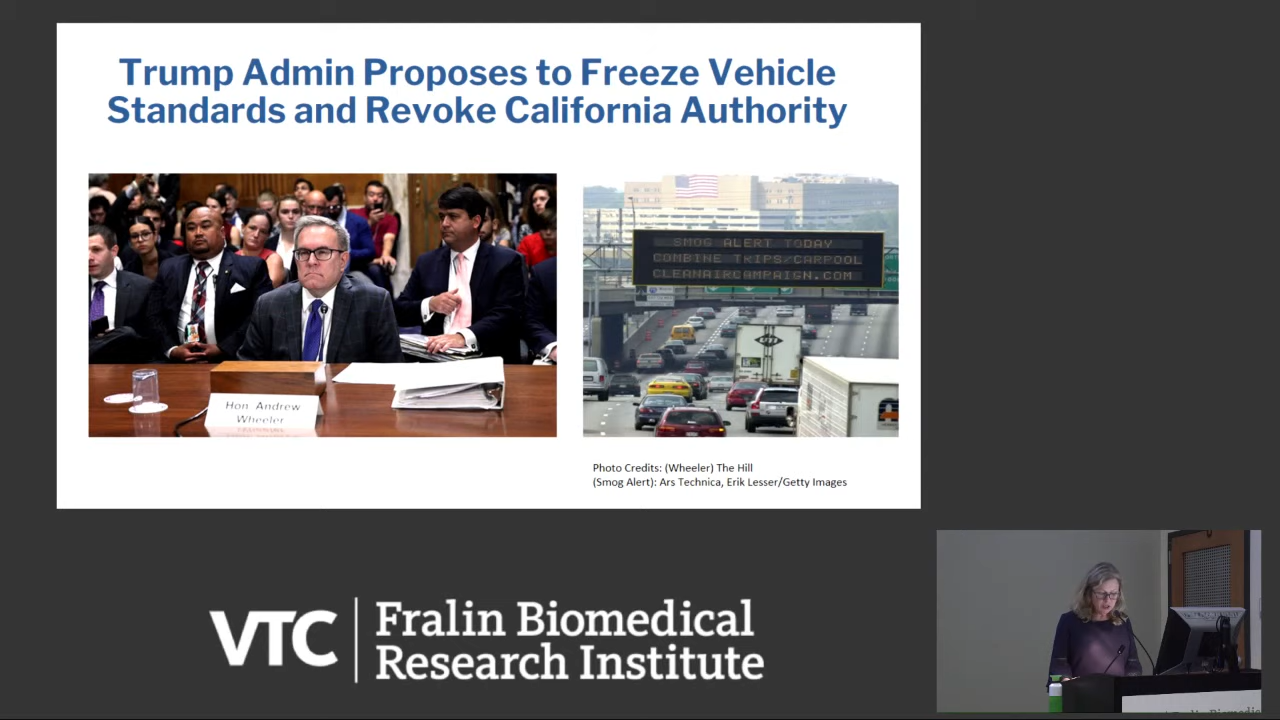 Trump Admin Proposes to Freeze Vehicle
Standards and Revoke California Authority
Hon. Andrew
Wheeler
SMOG ALERT TODAY
COMBINE TRIPS/CARPOOL
CLEANAIRCAMPAIGN.COM
Photo Credits: (Wheeler) The Hill
(Smog Alert): Ars Technica, Erik Lesser/Getty Images
VTC
Fralin Biomedical
Research Institute